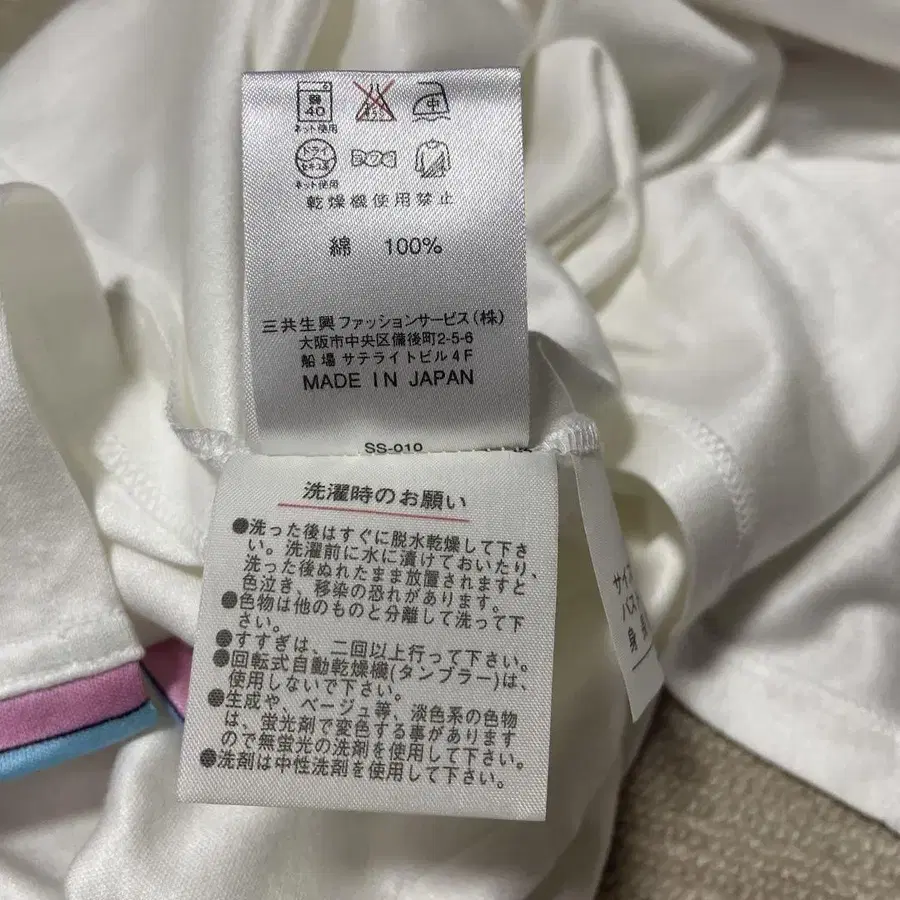 40
ネット使用
中
ドライ
ネット使用
乾燥機使用禁止
綿 100%
三共生興ファッションサービス(株)
大阪市中央区備後町2-5-6
船場サテライトビル4F
MADE IN JAPAN
SS-010
洗濯時のお願い
●洗った後はすぐに脱水乾燥して下さ
い。洗濯前に水に漬けておいたり、
洗った後ぬれたまま放置されますと
色泣き、移染の恐れがあります。
●色物は他のものと分離して洗って下
さい。
●すすぎは、二回以上行って下さい。
●回転式自動乾燥機(タンブラー)は、
使用しないで下さい。
●生成や、ベージュ等、淡色系の色物
は、蛍光剤で変色する事があります
ので無蛍光の洗剤を使用して下さい。
●洗剤は中性洗剤を使用して下さい。
サイズ
バスト
身